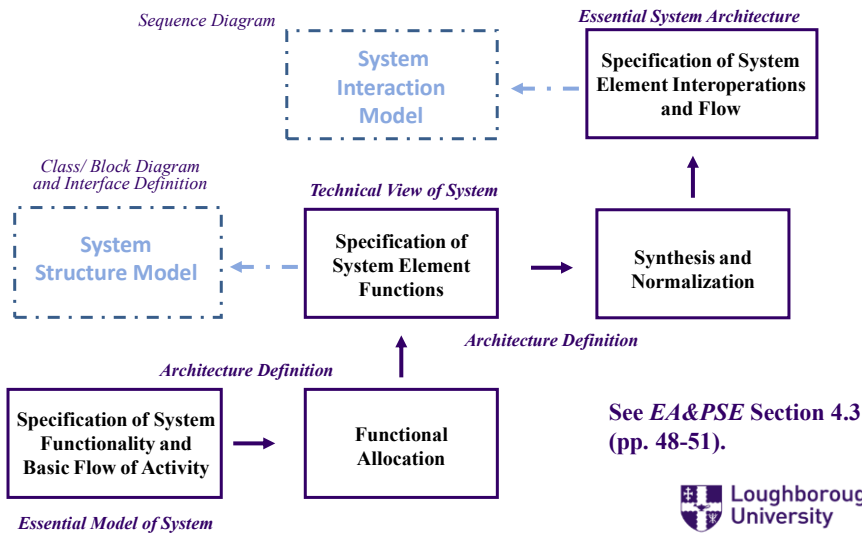 Essential System Architecture
Sequence Diagram
System
Interaction
Model
Specification of System
Element Interoperations
and Flow
Class/ Block Diagram
and Interface Definition
Technical View of System
System
Structure Model
Specification of
System Element
Functions
Synthesis and
Normalization
Architecture Definition
Architecture Definition
Specification of System
Functionality and
Basic Flow of Activity
Functional
Allocation
See EA&PSE Section 4.3
(pp. 48-51).
Essential Model of System
Loughboroug
University